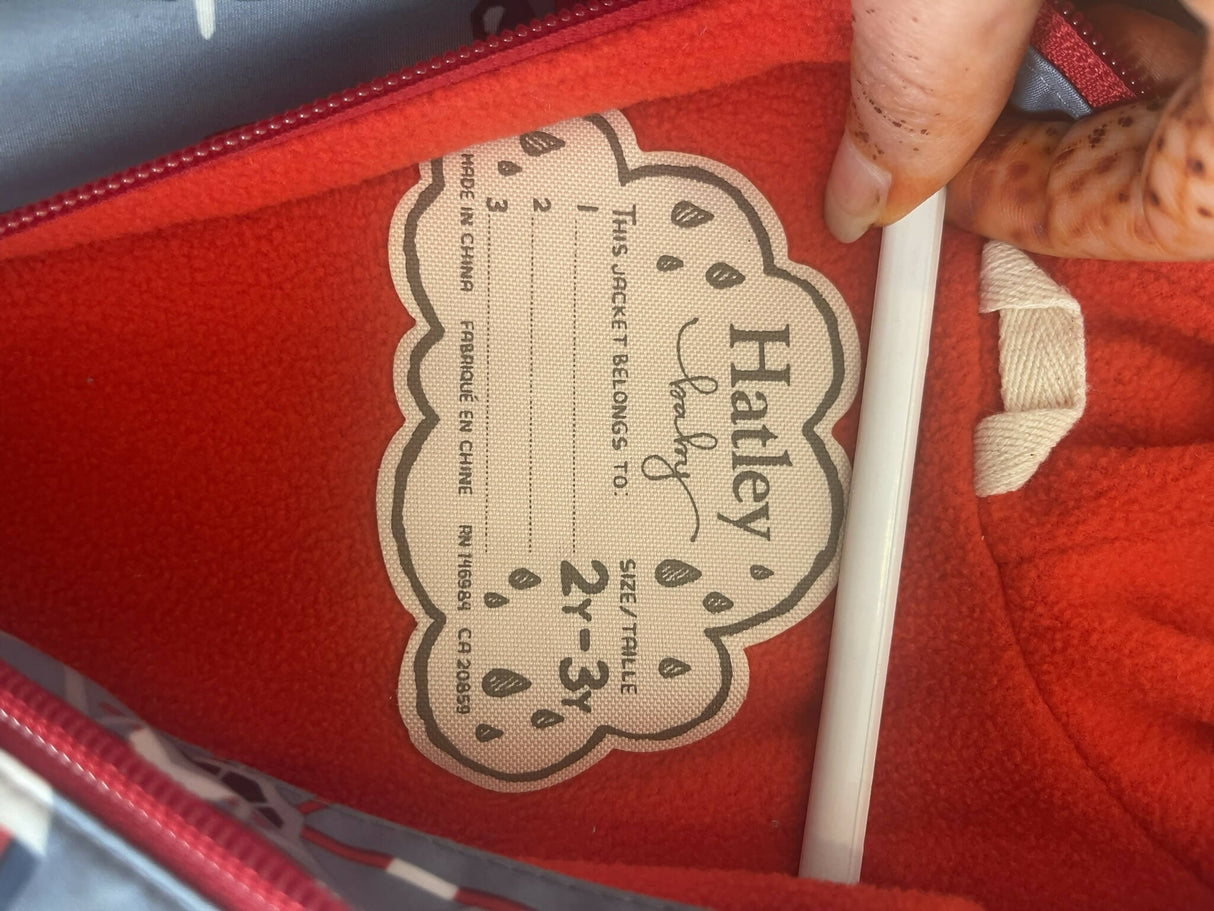 Hatley
baby
THIS JACKET BELONGS TO:
1
2
3
SIZE/TAILLE
2Y-3Y
MADE IN CHINA FABRIQUÉ EN CHINE RN 146984 CA 20859